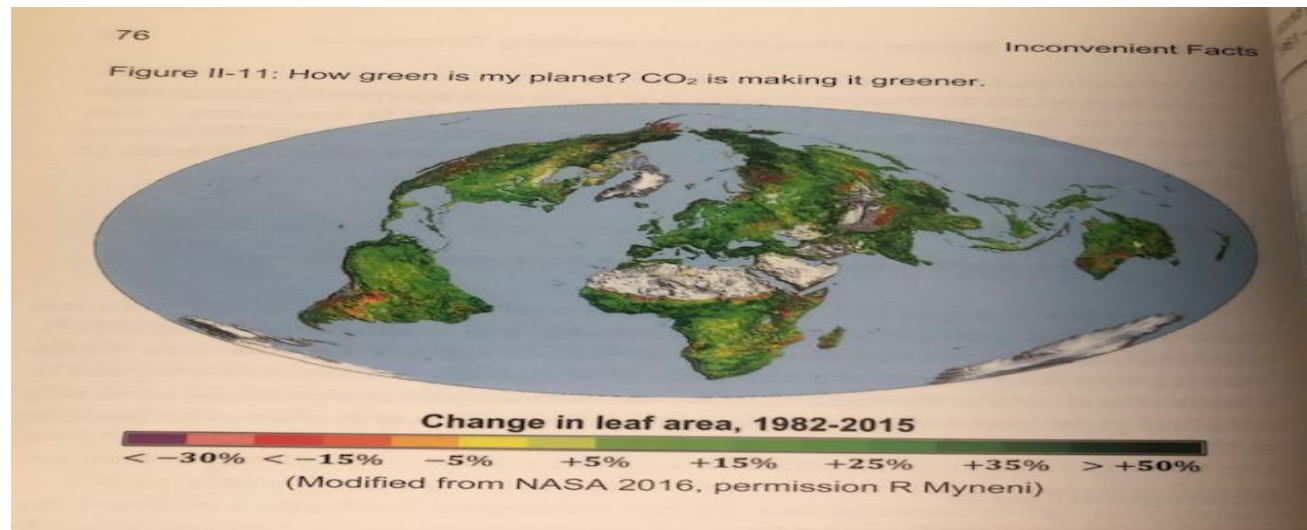 76
Inconvenient Facts
Figure II-11: How green is my planet? CO₂ is making it greener.
Change in leaf area, 1982-2015
< −30% < −15% −5% +5% +15% +25% +35% > +50%
(Modified from NASA 2016, permission R Myneni)